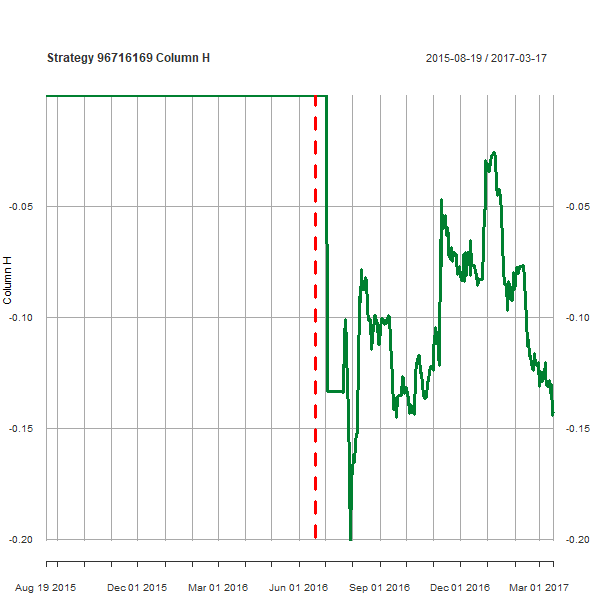 Strategy 96716169 Column H
2015-08-19 / 2017-03-17
Column H
-0.05
-0.05
-0.10
-0.10
-0.15
-0.15
-0.20
-0.20
Aug 19 2015
Dec 01 2015
Mar 01 2016
Jun 01 2016
Sep 01 2016
Dec 01 2016
Mar 01 2017